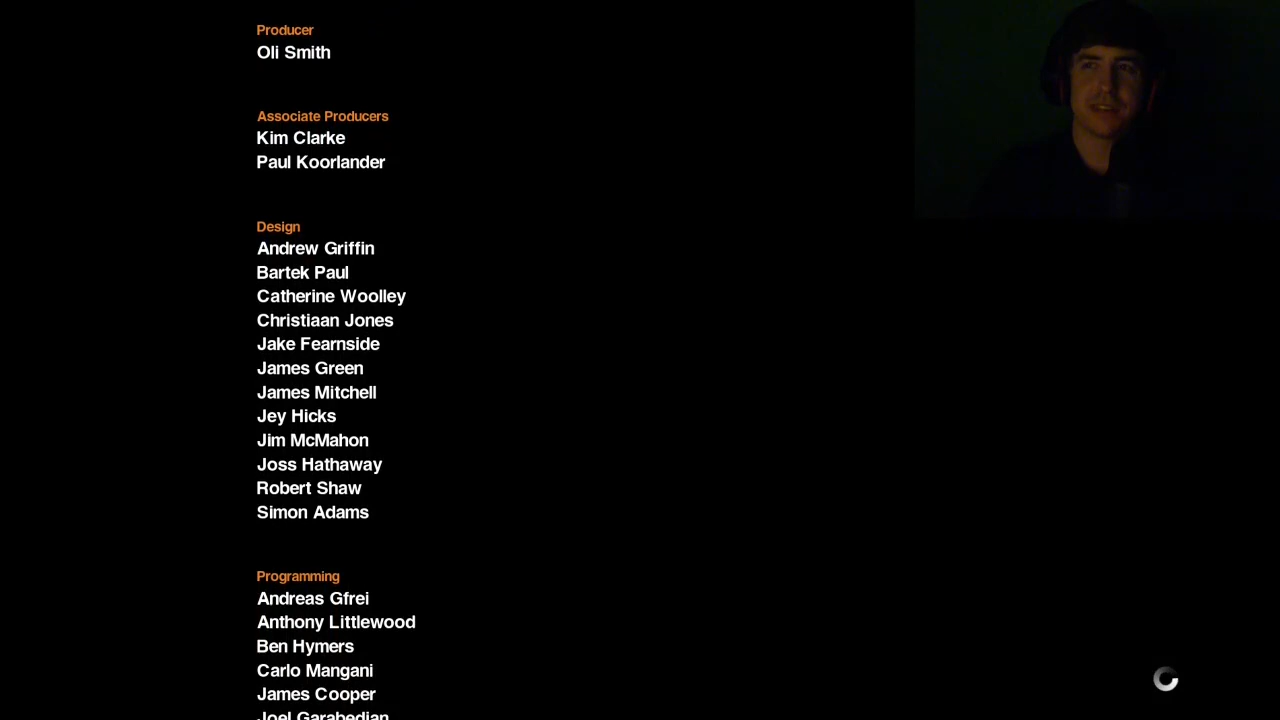 Producer
Oli Smith
Associate Producers
Kim Clarke
Paul Koorlander
Design
Andrew Griffin
Bartek Paul
Catherine Woolley
Christiaan Jones
Jake Fearnside
James Green
James Mitchell
Jey Hicks
Jim McMahon
Joss Hathaway
Robert Shaw
Simon Adams
Programming
Andreas Gfrei
Anthony Littlewood
Ben Hymers
Carlo Mangani
James Cooper
Joel Garabedian